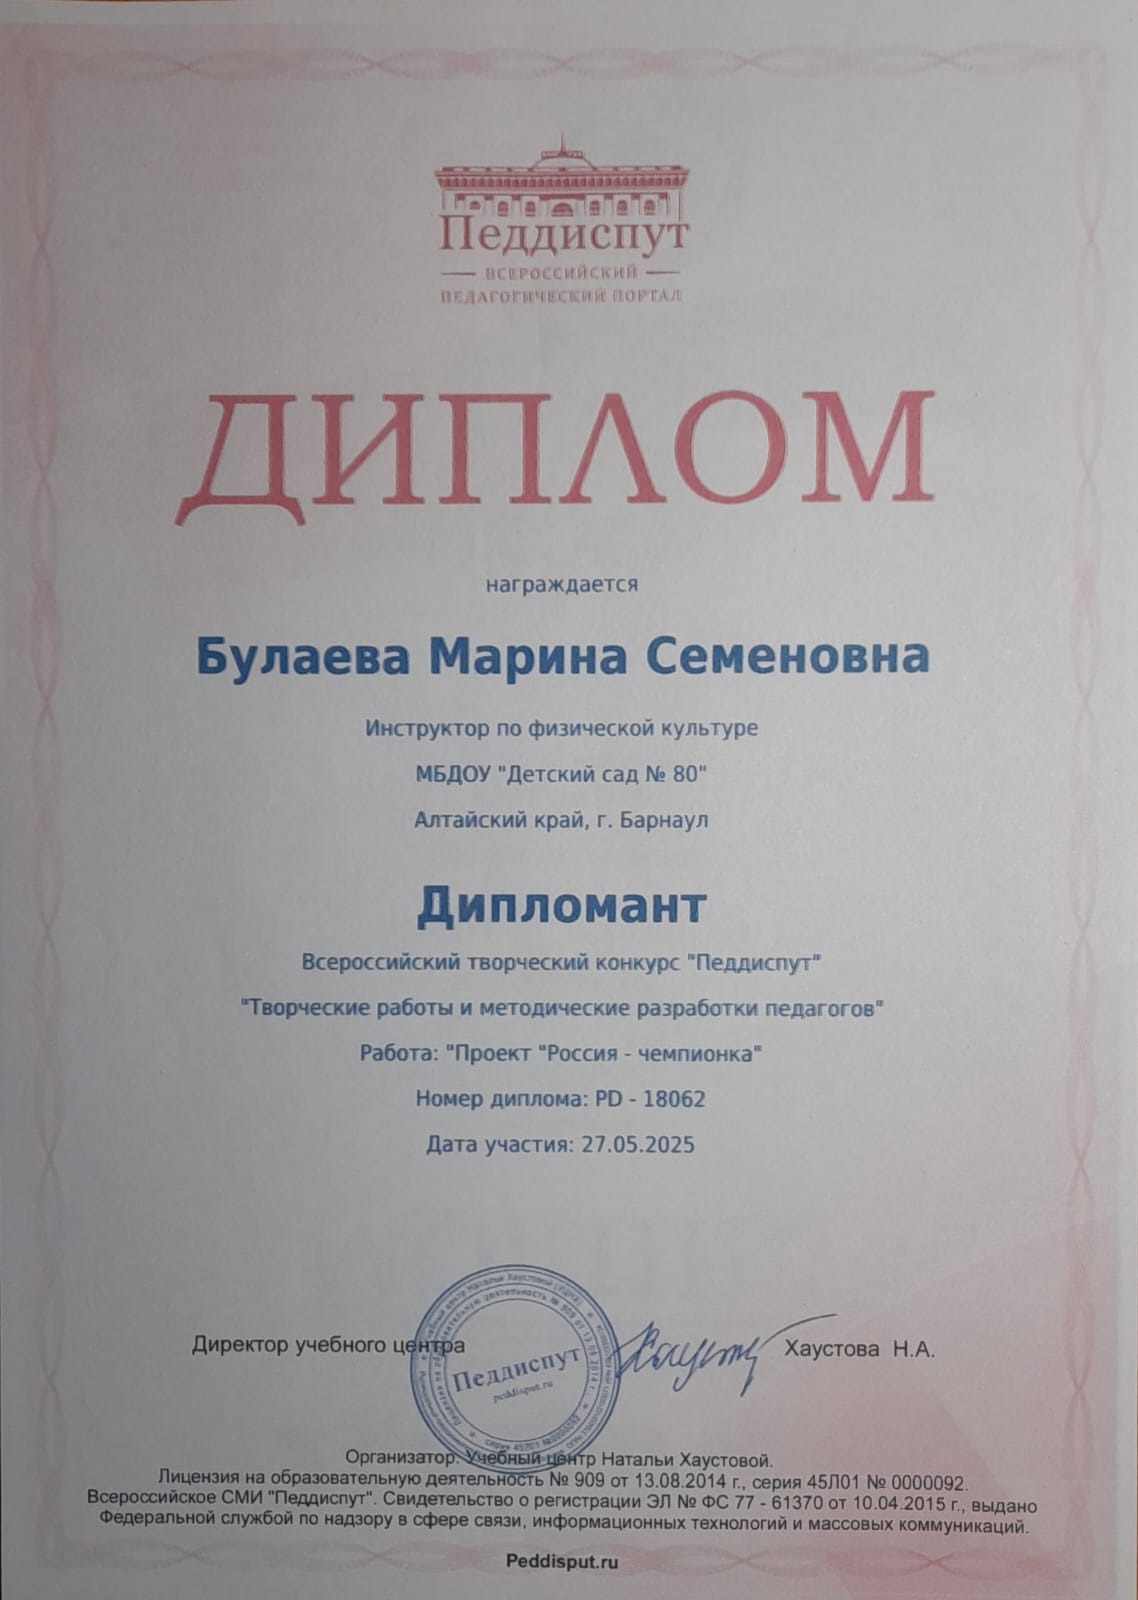 Педдиспут
ВСЕРОССИЙСКИЙ
ПЕДАГОГИЧЕСКИЙ ПОРТАЛ
ДИПЛОМ
награждается
Булаева Марина Семеновна
Инструктор по физической культуре
МБДОУ "Детский сад № 80"
Алтайский край, г. Барнаул
Дипломант
Всероссийский творческий конкурс "Педдиспут"
"Творческие работы и методические разработки педагогов"
Работа: "Проект "Россия - чемпионка"
Номер диплома: PD - 18062
Дата участия: 27.05.2025
Директор учебного центра
Педдиспут
peddisput.ru
Хаустова Н.А.
Организатор: Учебный центр Натальи Хаустовой.
Лицензия на образовательную деятельность № 909 от 13.08.2014 г., серия 45Л01 № 0000092.
Всероссийское СМИ "Педдиспут". Свидетельство о регистрации ЭЛ № ФС 77 - 61370 от 10.04.2015 г., выдано
Федеральной службой по надзору в сфере связи, информационных технологий и массовых коммуникаций.
Peddisput.ru